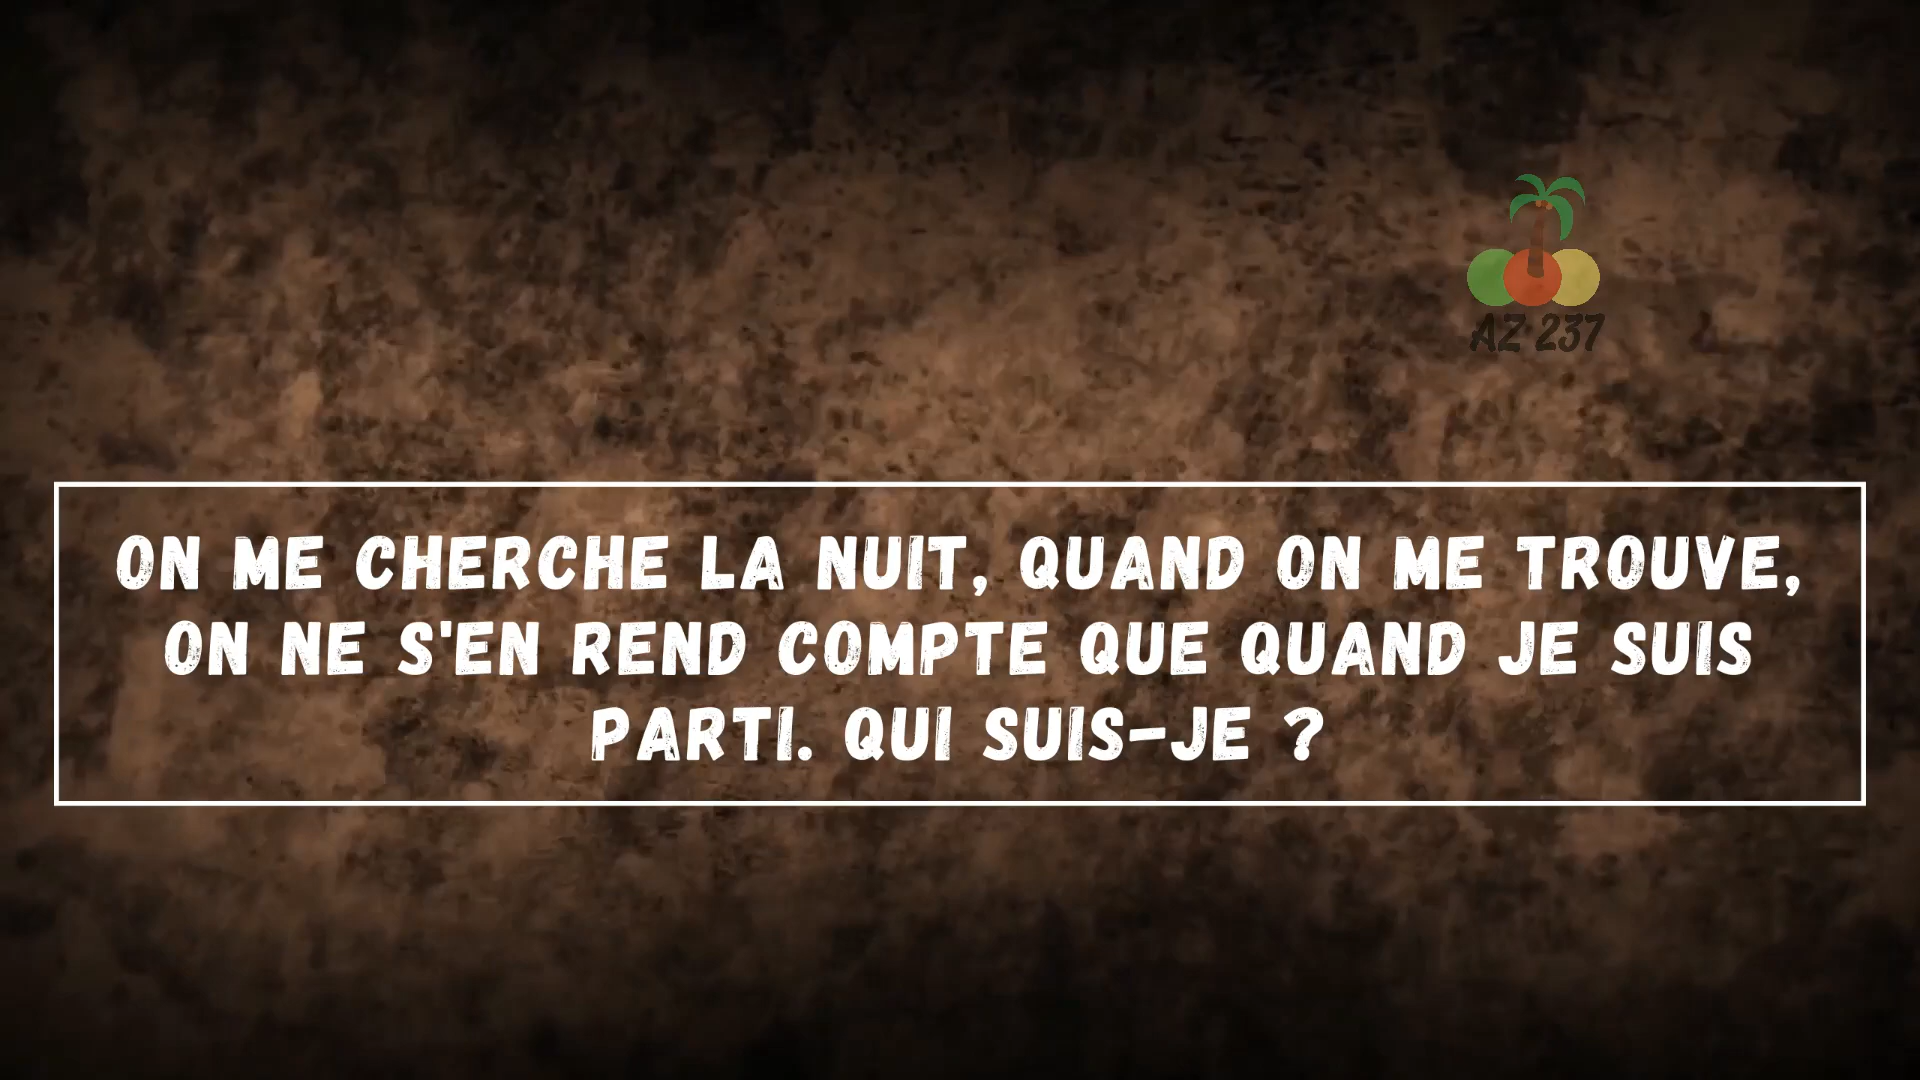 AZ 237
ON ME CHERCHE LA NUIT, QUAND ON ME TROUVE,
ON NE S'EN REND COMPTE QUE QUAND JE SUIS
PARTI. QUI SUIS-JE ?